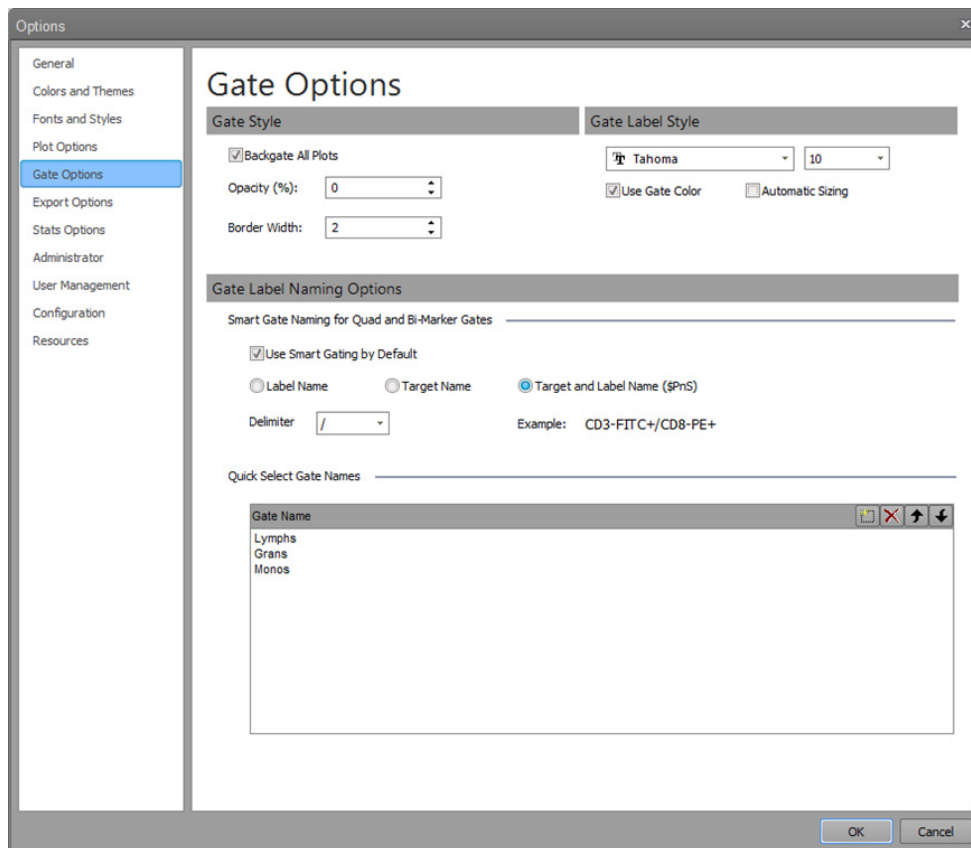 Options
General
Colors and Themes
Fonts and Styles
Plot Options
Gate Options
Export Options
Stats Options
Administrator
User Management
Configuration
Resources
Gate Options
Gate Style
Backgate All Plots
Opacity (%): 0
Border Width: 2
Gate Label Style
Tahoma 10
Use Gate Color Automatic Sizing
Gate Label Naming Options
Smart Gate Naming for Quad and Bi-Marker Gates
Use Smart Gating by Default
Label Name Target Name Target and Label Name ($PnS)
Delimiter / Example: CD3-FITC+/CD8-PE+
Quick Select Gate Names
Gate Name
Lymphs
Grans
Monos
OK Cancel